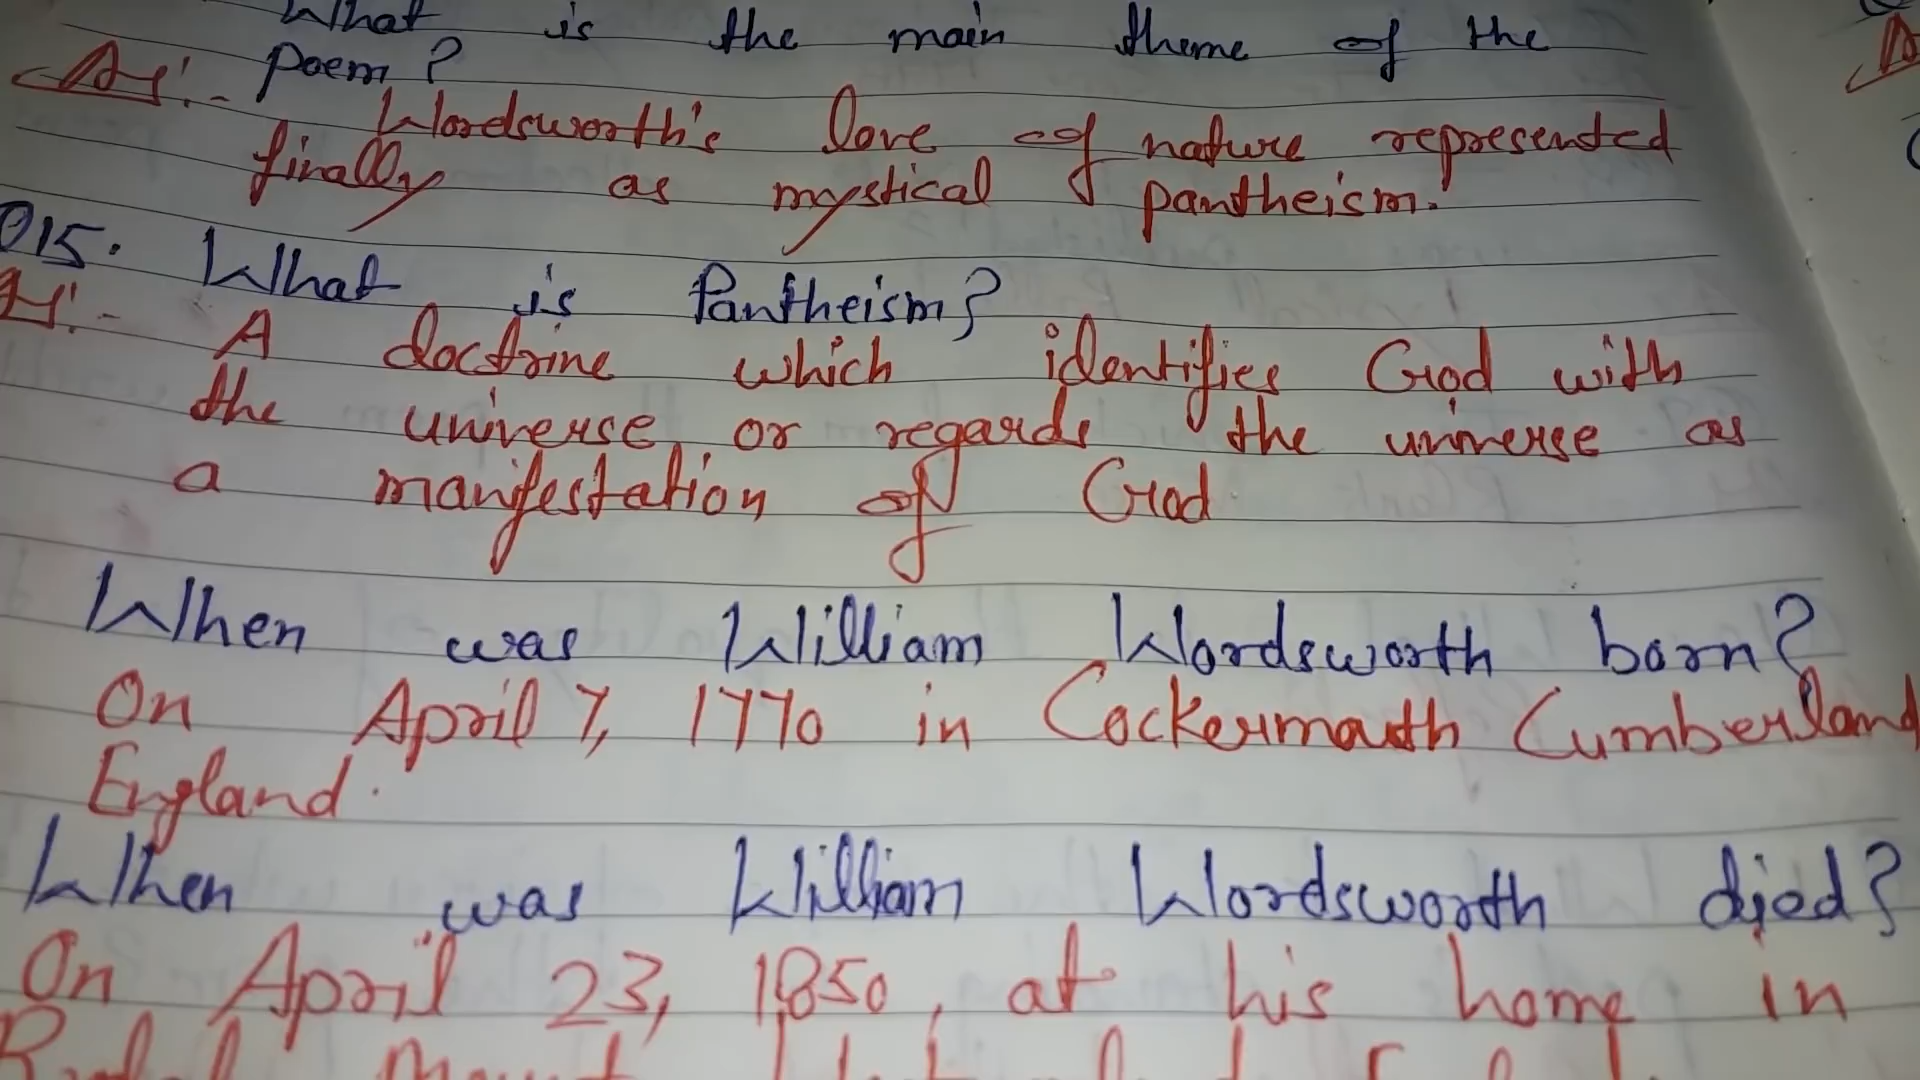 What is the main theme of the
poem?
Ans:- Wordsworth's love of nature represented
finally as mystical pantheism.
Q15. What is Pantheism?
A doctrine which identifies God with
the universe, or regards the universe as
a manifestation of God
When was William Wordsworth born?
On April 7, 1770 in Cockermouth Cumberland
England.
When was William Wordsworth died?
On April 23, 1850, at his home in
Rydal Mount